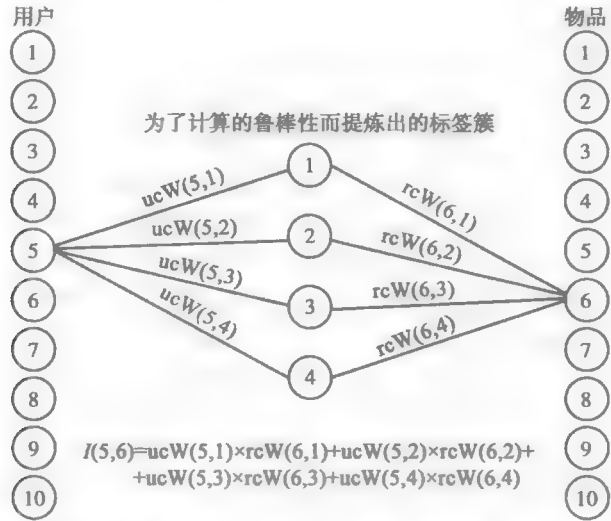 用户
物品
1
1
2
2
为了计算的鲁棒性而提炼出的标签簇
3
3
1
ucW(5,1)
rcW(6,1)
4
4
ucW(5,2)
2
rcW(6,2)
5
5
ucW(5,3)
rcW(6,3)
6
3
6
ucW(5,4)
rcW(6,4)
7
7
4
8
8
9
I(5,6)=ucW(5,1)×rcW(6,1)+ucW(5,2)×rcW(6,2)+
9
+ucW(5,3)×rcW(6,3)+ucW(5,4)×rcW(6,4)
10
10